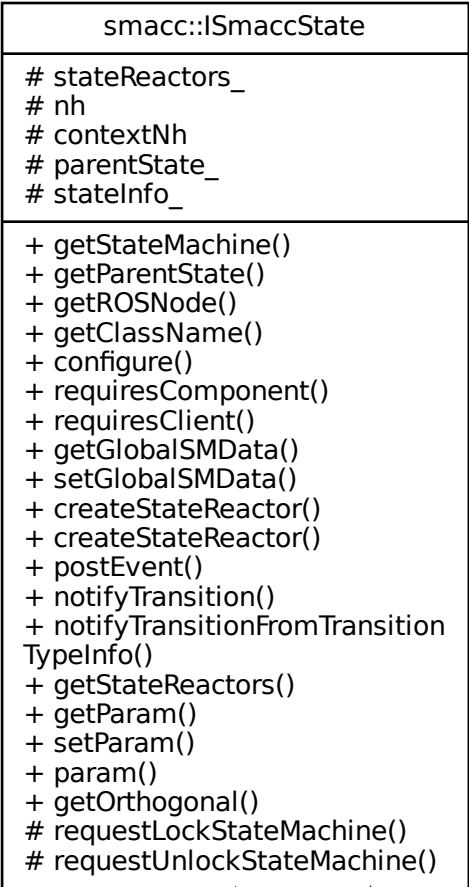 smacc::ISmaccState
# stateReactors_
# nh
# contextNh
# parentState_
# stateInfo_
+ getStateMachine()
+ getParentState()
+ getROSNode()
+ getClassName()
+ configure()
+ requiresComponent()
+ requiresClient()
+ getGlobalSMData()
+ setGlobalSMData()
+ createStateReactor()
+ createStateReactor()
+ postEvent()
+ notifyTransition()
+ notifyTransitionFromTransition
TypeInfo()
+ getStateReactors()
+ getParam()
+ setParam()
+ param()
+ getOrthogonal()
# requestLockStateMachine()
# requestUnlockStateMachine()